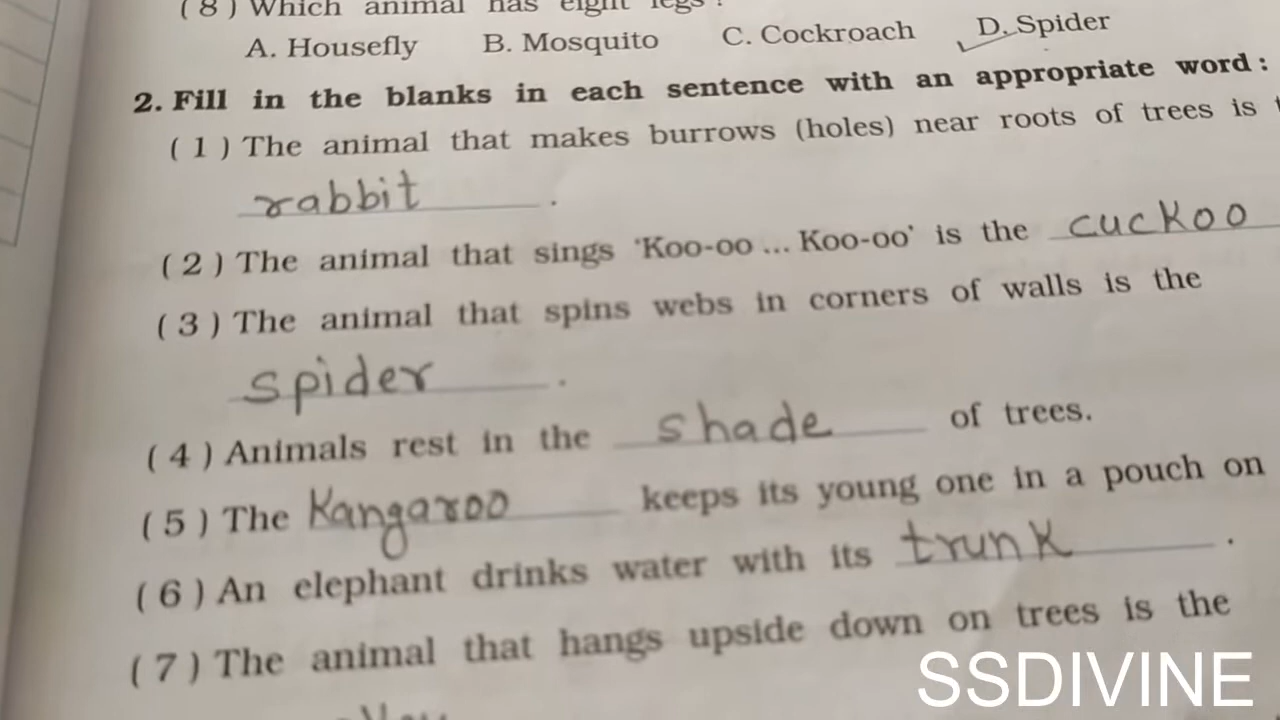 ( 8 ) Which animal has eight legs ?
A. Housefly B. Mosquito C. Cockroach D. Spider
2. Fill in the blanks in each sentence with an appropriate word :
( 1 ) The animal that makes burrows (holes) near roots of trees is
rabbit .
( 2 ) The animal that sings 'Koo-oo ... Koo-oo' is the cuckoo
( 3 ) The animal that spins webs in corners of walls is the
spider .
( 4 ) Animals rest in the shade of trees.
( 5 ) The Kangaroo keeps its young one in a pouch on
( 6 ) An elephant drinks water with its trunk .
( 7 ) The animal that hangs upside down on trees is the
SSDIVINE